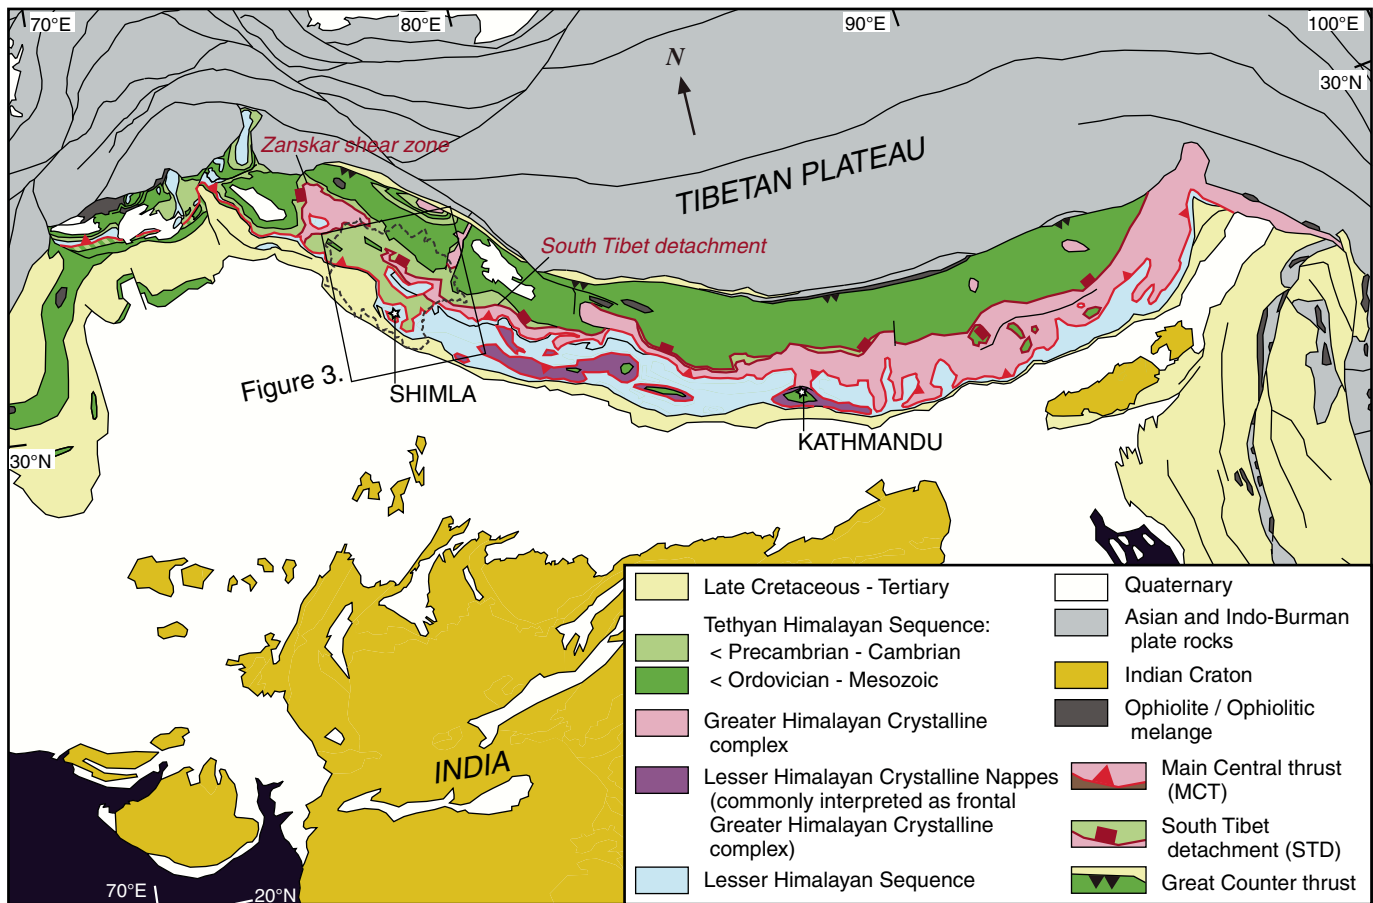 70°E
80°E
90°E
100°E
N
30°N
Zanskar shear zone
TIBETAN PLATEAU
South Tibet detachment
Figure 3.
SHIMLA
KATHMANDU
30°N
INDIA
70°E
20°N
Late Cretaceous - Tertiary
Tethyan Himalayan Sequence:
< Precambrian - Cambrian
< Ordovician - Mesozoic
Greater Himalayan Crystalline
complex
Lesser Himalayan Crystalline Nappes
(commonly interpreted as frontal
Greater Himalayan Crystalline
complex)
Lesser Himalayan Sequence
Quaternary
Asian and Indo-Burman
plate rocks
Indian Craton
Ophiolite / Ophiolitic
melange
Main Central thrust
(MCT)
South Tibet
detachment (STD)
Great Counter thrust